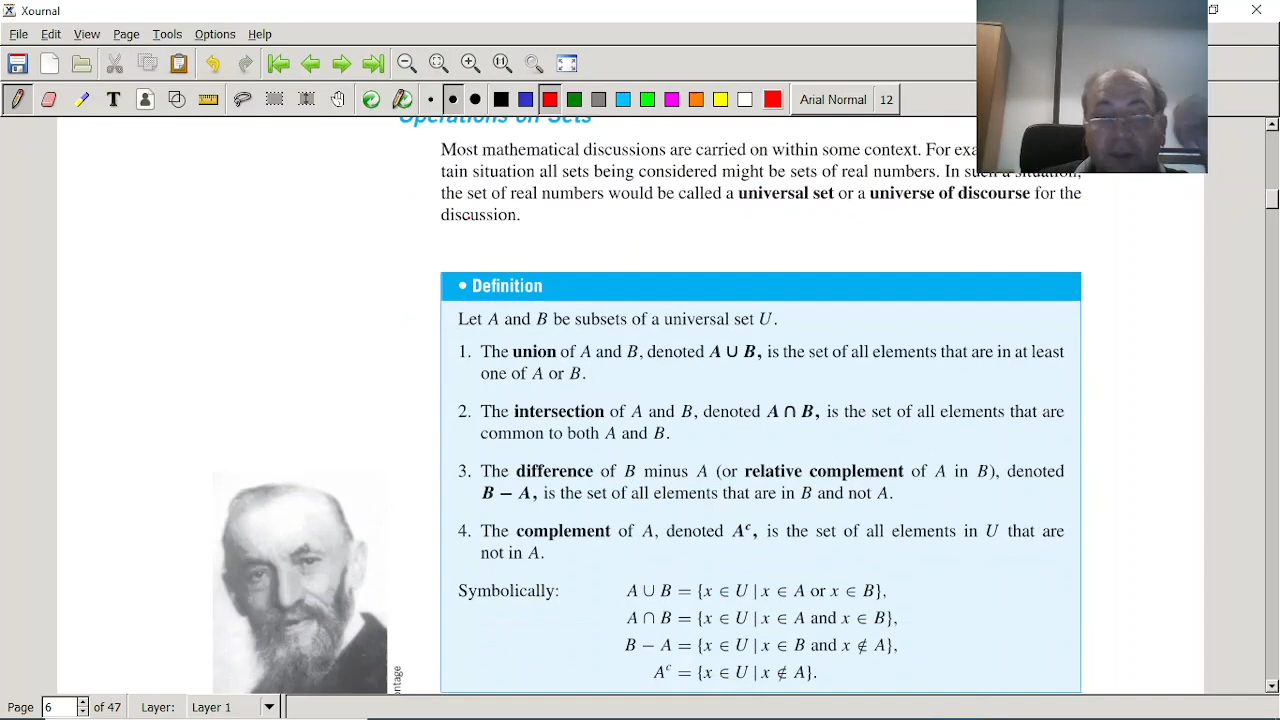 Xournal
File Edit View Page Tools Options Help
Arial Normal 12
Operations on Sets
Most mathematical discussions are carried on within some context. For exa
tain situation all sets being considered might be sets of real numbers. In such a situation,
the set of real numbers would be called a universal set or a universe of discourse for the
discussion.
• Definition
Let A and B be subsets of a universal set U.
1. The union of A and B, denoted A ∪ B, is the set of all elements that are in at least
one of A or B.
2. The intersection of A and B, denoted A ∩ B, is the set of all elements that are
common to both A and B.
3. The difference of B minus A (or relative complement of A in B), denoted
B − A, is the set of all elements that are in B and not A.
4. The complement of A, denoted Aᶜ, is the set of all elements in U that are
not in A.
Symbolically: A ∪ B = {x ∈ U | x ∈ A or x ∈ B},
A ∩ B = {x ∈ U | x ∈ A and x ∈ B},
B − A = {x ∈ U | x ∈ B and x ∉ A},
Aᶜ = {x ∈ U | x ∉ A}.
ontage
Page 6 of 47 Layer: Layer 1